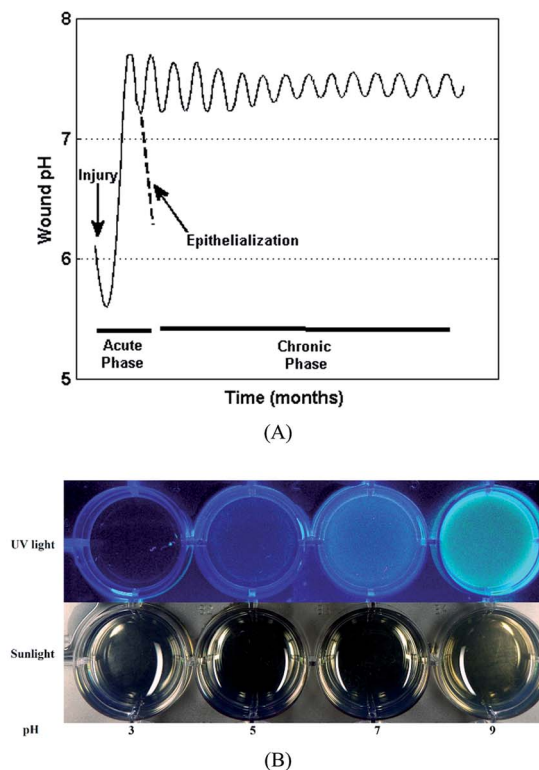 8
7
6
5
Wound pH
Injury
Epithelialization
Acute
Phase
Chronic
Phase
Time (months)
(A)
UV light
Sunlight
pH 3 5 7 9
(B)